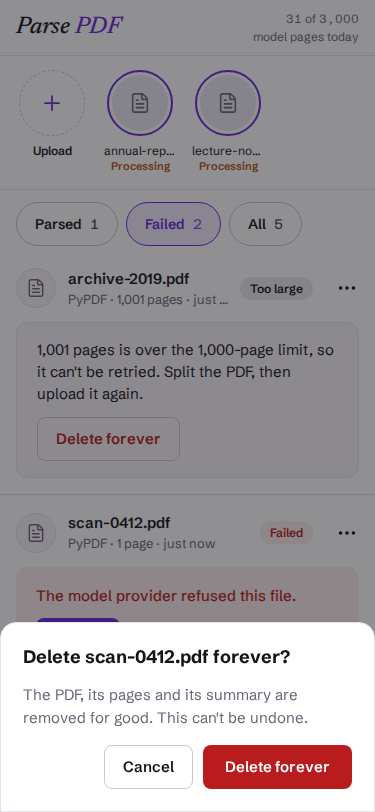 Parse PDF
31 of 3,000
model pages today
Upload
annual-rep...
Processing
lecture-no...
Processing
Parsed 1
Failed 2
All 5
archive-2019.pdf
PyPDF · 1,001 pages · just ...
Too large
1,001 pages is over the 1,000-page limit, so
it can't be retried. Split the PDF, then
upload it again.
Delete forever
scan-0412.pdf
PyPDF · 1 page · just now
Failed
The model provider refused this file.
Delete scan-0412.pdf forever?
The PDF, its pages and its summary are
removed for good. This can't be undone.
Cancel
Delete forever